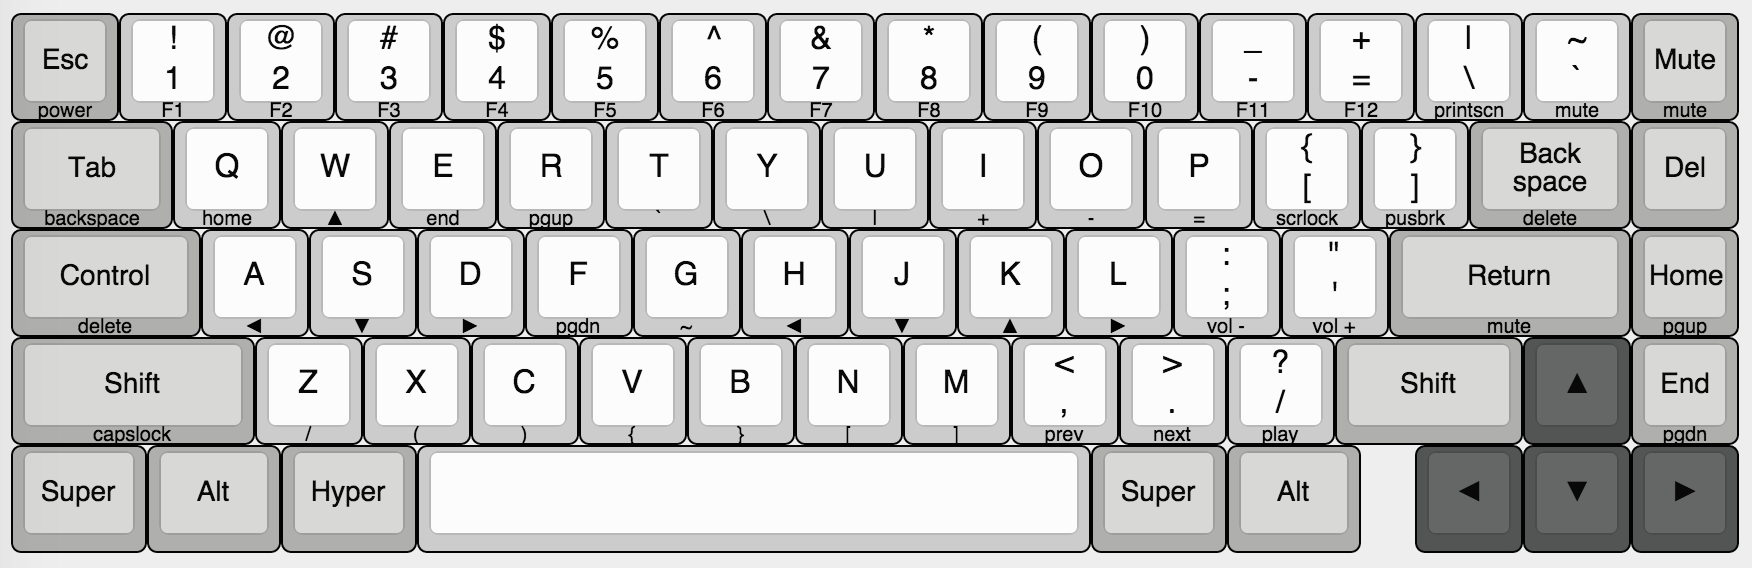 Esc ! @ # $ % ^ & * ( ) _ + | ~ Mute
1 2 3 4 5 6 7 8 9 0 - = \ `
power F1 F2 F3 F4 F5 F6 F7 F8 F9 F10 F11 F12 printscn mute mute
Tab Q W E R T Y U I O P { } Back Del
[ ] space
backspace home ▲ end pgup ` \ | + - = scrlock pusbrk delete
Control A S D F G H J K L : " Return Home
; '
delete ◀ ▼ ▶ pgdn ~ ◀ ▼ ▲ ▶ vol - vol + mute pgup
Shift Z X C V B N M < > ? Shift ▲ End
, . /
capslock / ( ) { } [ ] prev next play pgdn
Super Alt Hyper Super Alt ◀ ▼ ▶